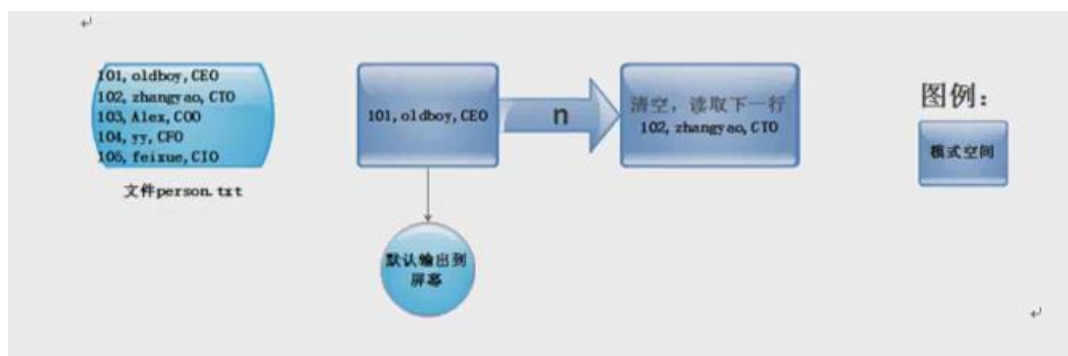 101, oldboy, CEO
102, zhangyao, CTO
103, Alex, COO
104, yy, CFO
105, feixue, CIO
文件person.txt
101, oldboy, CEO
n
清空，读取下一行
102, zhangyao, CTO
默认输出到
屏幕
图例：
模式空间